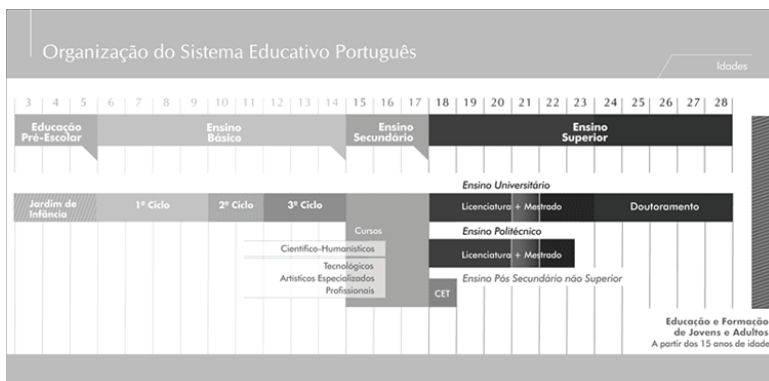 Organização do Sistema Educativo Português
Idades
3 4 5 6 7 8 9 10 11 12 13 14 15 16 17 18 19 20 21 22 23 24 25 26 27 28
Educação
Pré-Escolar
Ensino
Básico
Ensino
Secundário
Ensino
Superior
Jardim de
Infância
1º Ciclo
2º Ciclo
3º Ciclo
Cursos
Científico-Humanísticos
Tecnológicos
Artísticos Especializados
Profissionais
Ensino Universitário
Licenciatura + Mestrado
Doutoramento
Ensino Politécnico
Licenciatura + Mestrado
Ensino Pós Secundário não Superior
CET
Educação e Formação
de Jovens e Adultos
A partir dos 15 anos de idade